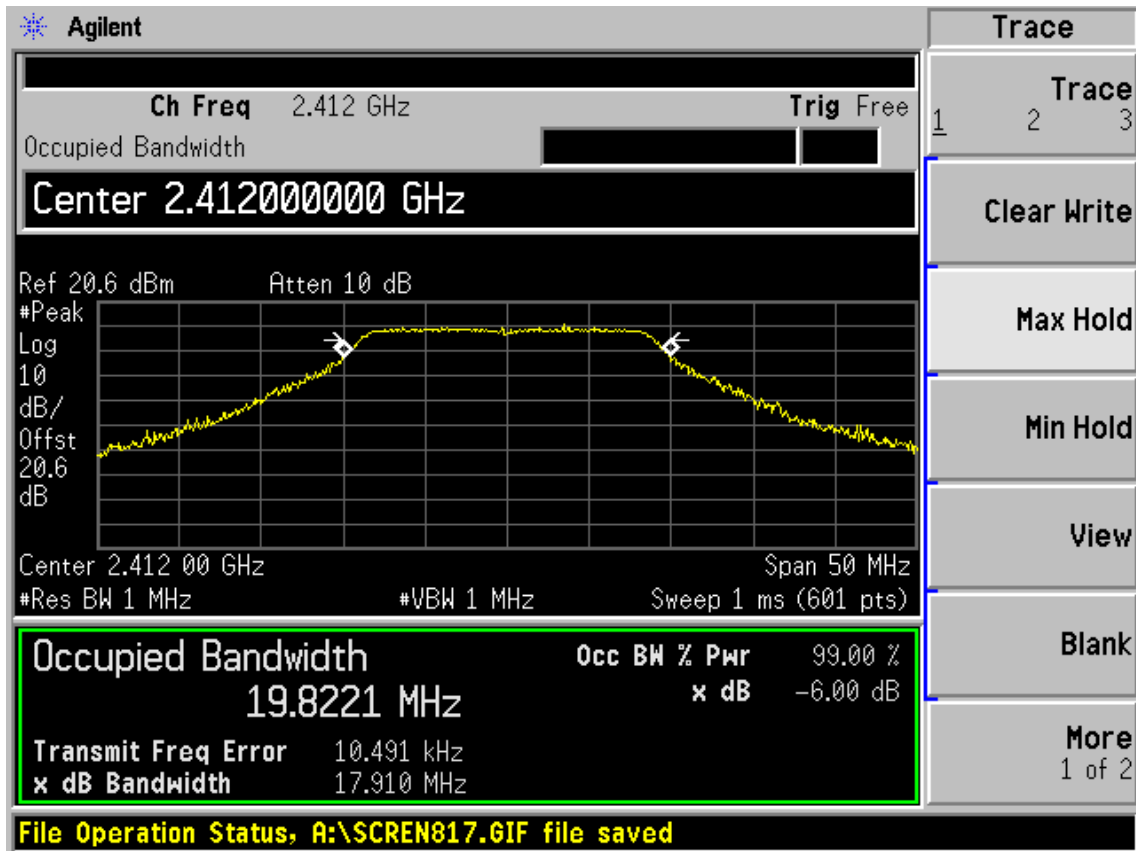 Agilent
Trace
Ch Freq 2.412 GHz Trig Free
Occupied Bandwidth
Center 2.412000000 GHz
Ref 20.6 dBm Atten 10 dB
#Peak
Log
10
dB/
Offst
20.6
dB
Center 2.412 00 GHz Span 50 MHz
#Res BW 1 MHz #VBW 1 MHz Sweep 1 ms (601 pts)
Occupied Bandwidth
19.8221 MHz
Occ BW % Pwr 99.00 %
x dB -6.00 dB
Transmit Freq Error 10.491 kHz
x dB Bandwidth 17.910 MHz
File Operation Status, A:\SCREN817.GIF file saved
Trace
1 2 3
Clear Write
Max Hold
Min Hold
View
Blank
More
1 of 2